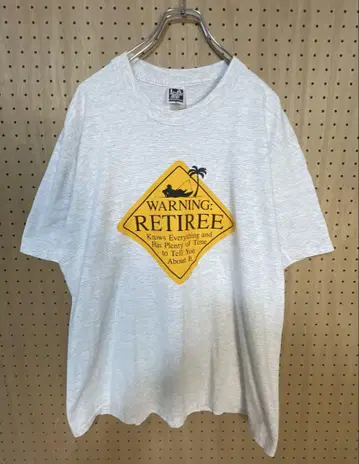 WARNING:
RETIREE
Knows Everything and
Has Plenty of Time
to Tell You
About It